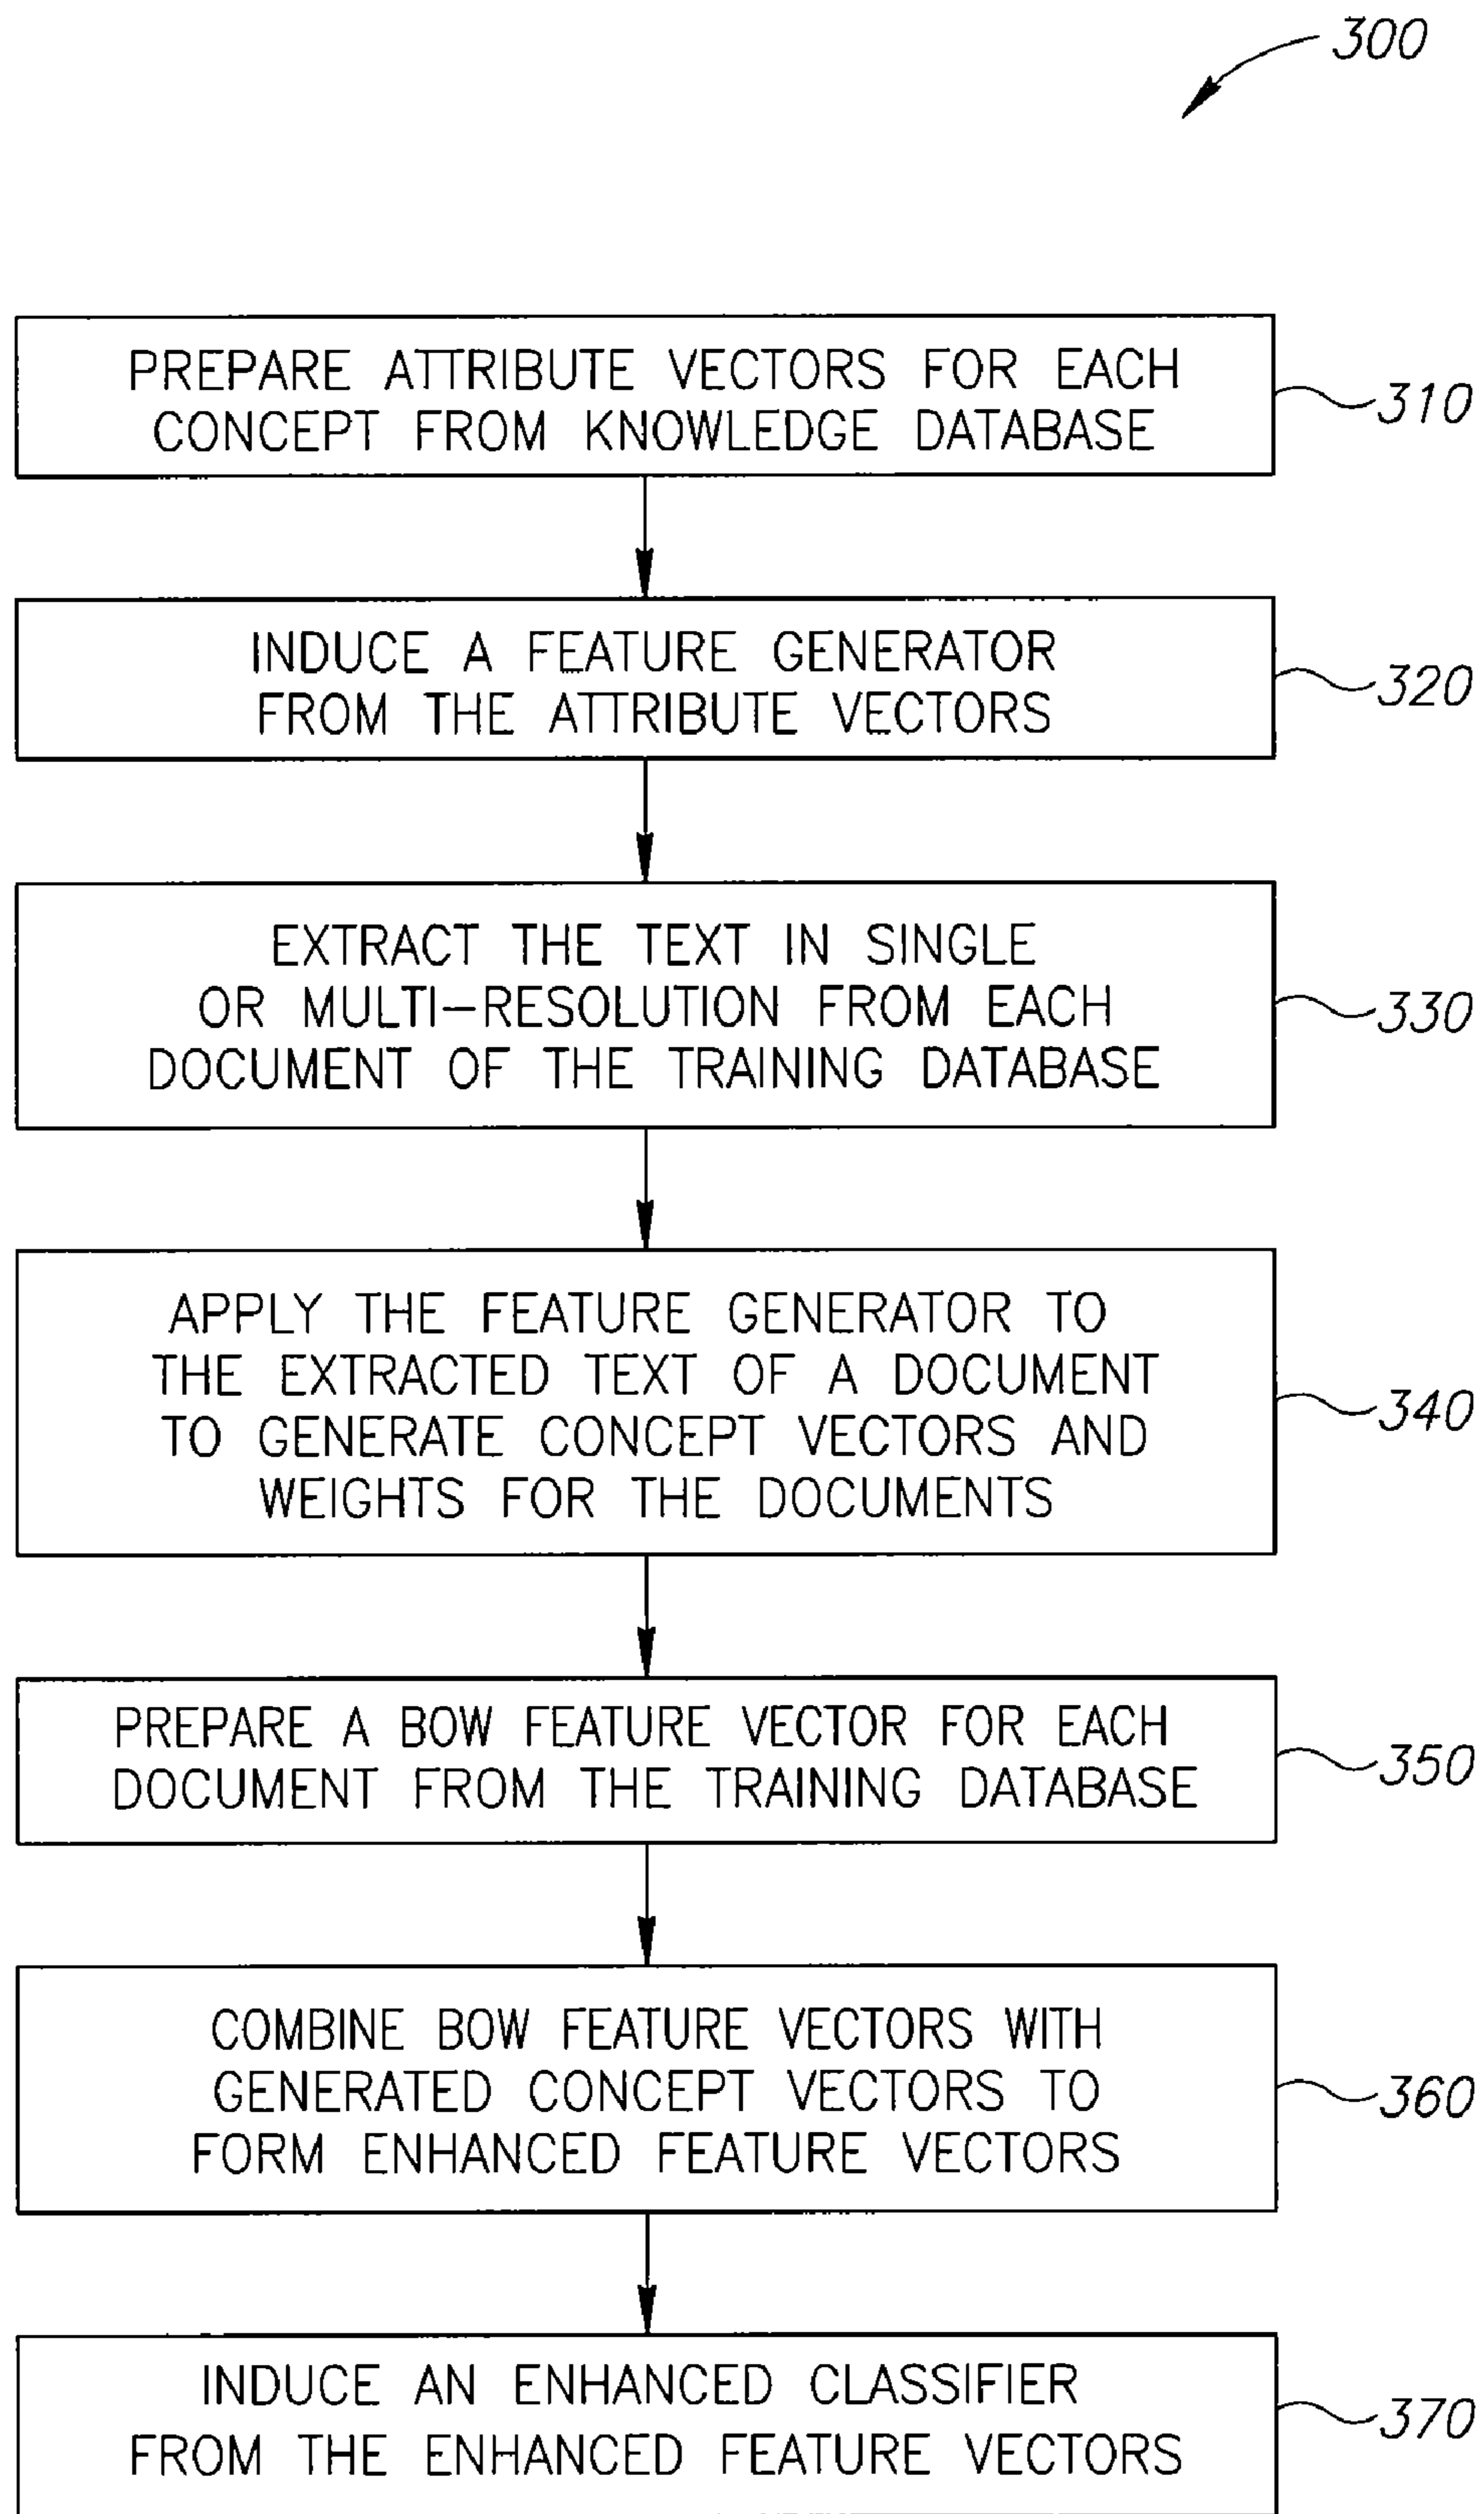 300
PREPARE ATTRIBUTE VECTORS FOR EACH
CONCEPT FROM KNOWLEDGE DATABASE
310
INDUCE A FEATURE GENERATOR
FROM THE ATTRIBUTE VECTORS
320
EXTRACT THE TEXT IN SINGLE
OR MULTI-RESOLUTION FROM EACH
DOCUMENT OF THE TRAINING DATABASE
330
APPLY THE FEATURE GENERATOR TO
THE EXTRACTED TEXT OF A DOCUMENT
TO GENERATE CONCEPT VECTORS AND
WEIGHTS FOR THE DOCUMENTS
340
PREPARE A BOW FEATURE VECTOR FOR EACH
DOCUMENT FROM THE TRAINING DATABASE
350
COMBINE BOW FEATURE VECTORS WITH
GENERATED CONCEPT VECTORS TO
FORM ENHANCED FEATURE VECTORS
360
INDUCE AN ENHANCED CLASSIFIER
FROM THE ENHANCED FEATURE VECTORS
370